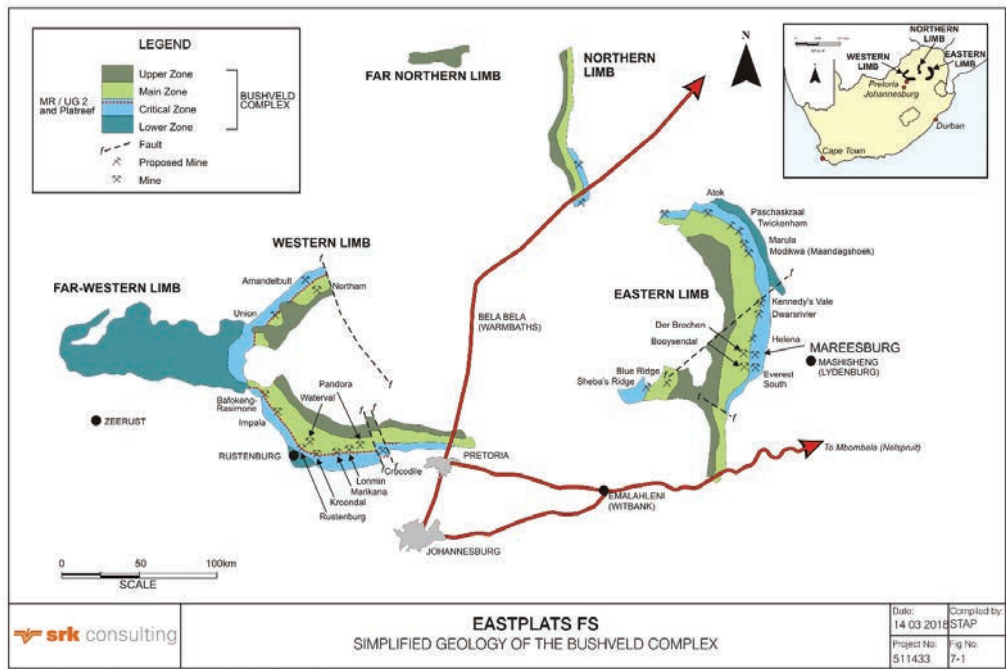 LEGEND
Upper Zone
Main Zone
MR / UG 2
and Platreef
Critical Zone
Lower Zone
BUSHVELD
COMPLEX
Fault
Proposed Mine
Mine
FAR NORTHERN LIMB
NORTHERN
LIMB
N
NORTHERN
LIMB
WESTERN
LIMB
EASTERN
LIMB
Pretoria
Johannesburg
Durban
Cape Town
WESTERN LIMB
Amandelbult
Northam
FAR-WESTERN LIMB
Union
f
f
BELA BELA
(WARMBATHS)
Atok
Paschaskraal
Twickenham
Marula
Modikwa (Maandagshoek)
EASTERN LIMB
f
Kennedy's Vale
Dwarsrivier
Der Brochen
Booysendal
Helena
MAREESBURG
MASHISHENG
(LYDENBURG)
Blue Ridge
Sheba's Ridge
Everest
South
f
f
f
Pandora
Waterval
Bafokeng-
Rasimone
Impala
ZEERUST
f
f
RUSTENBURG
Crocodile
Lonmin
Marikana
Kroondal
Rustenburg
PRETORIA
To Mbombela (Nelspruit)
EMALAHLENI
(WITBANK)
JOHANNESBURG
0 50 100km
SCALE
srk consulting
EASTPLATS FS
SIMPLIFIED GEOLOGY OF THE BUSHVELD COMPLEX
Date:
14 03 2018
Compiled by:
STAP
Project No:
511433
Fig No:
7-1